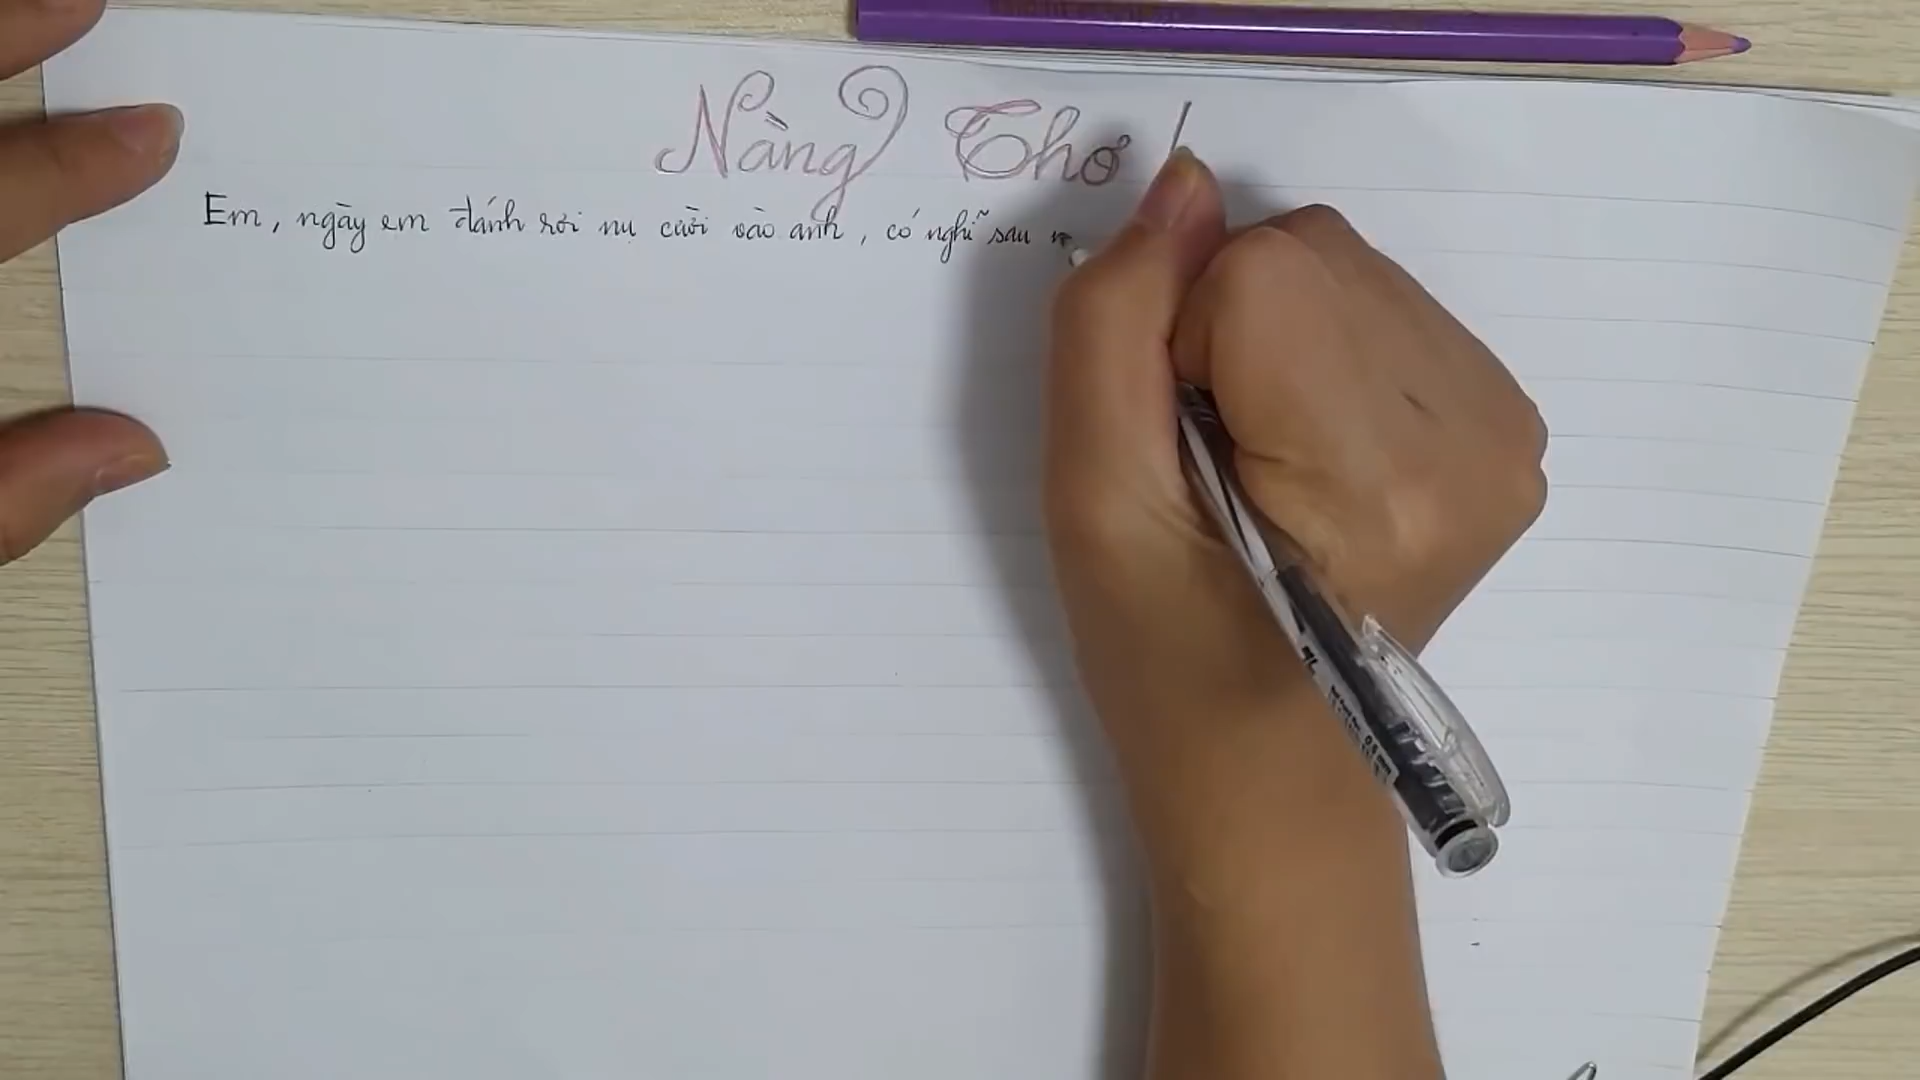 Nàng Thơ
Em, ngày em đánh rơi nụ cười vào anh, có nghĩ sau n